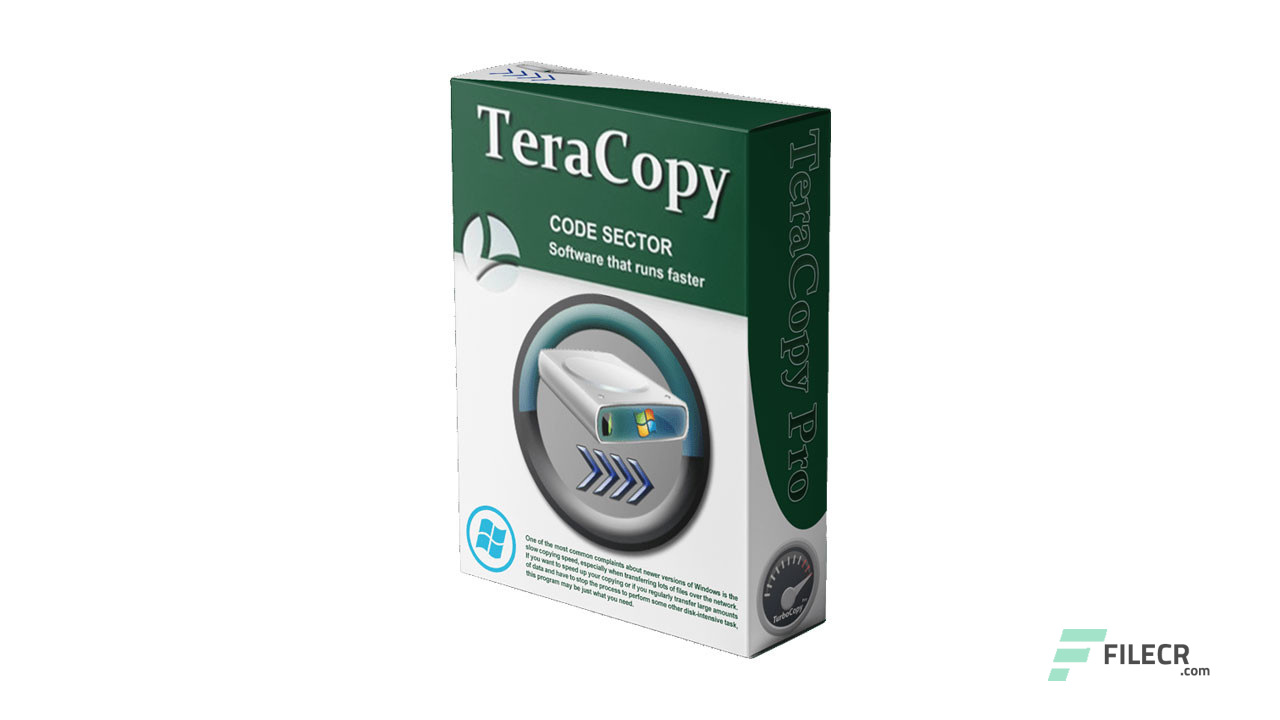 TeraCopy
CODE SECTOR
Software that runs faster
One of the most common complaints about newer versions of Windows is the
slow copying speed, especially when transferring lots of files over the network.
If you want to speed up your copying or if you regularly transfer large amounts
of data and have to stop the process to perform some other disk-intensive task,
this program may be just what you need.
TeraCopy Pro
TurboCopy
Pro
FILECR
.com